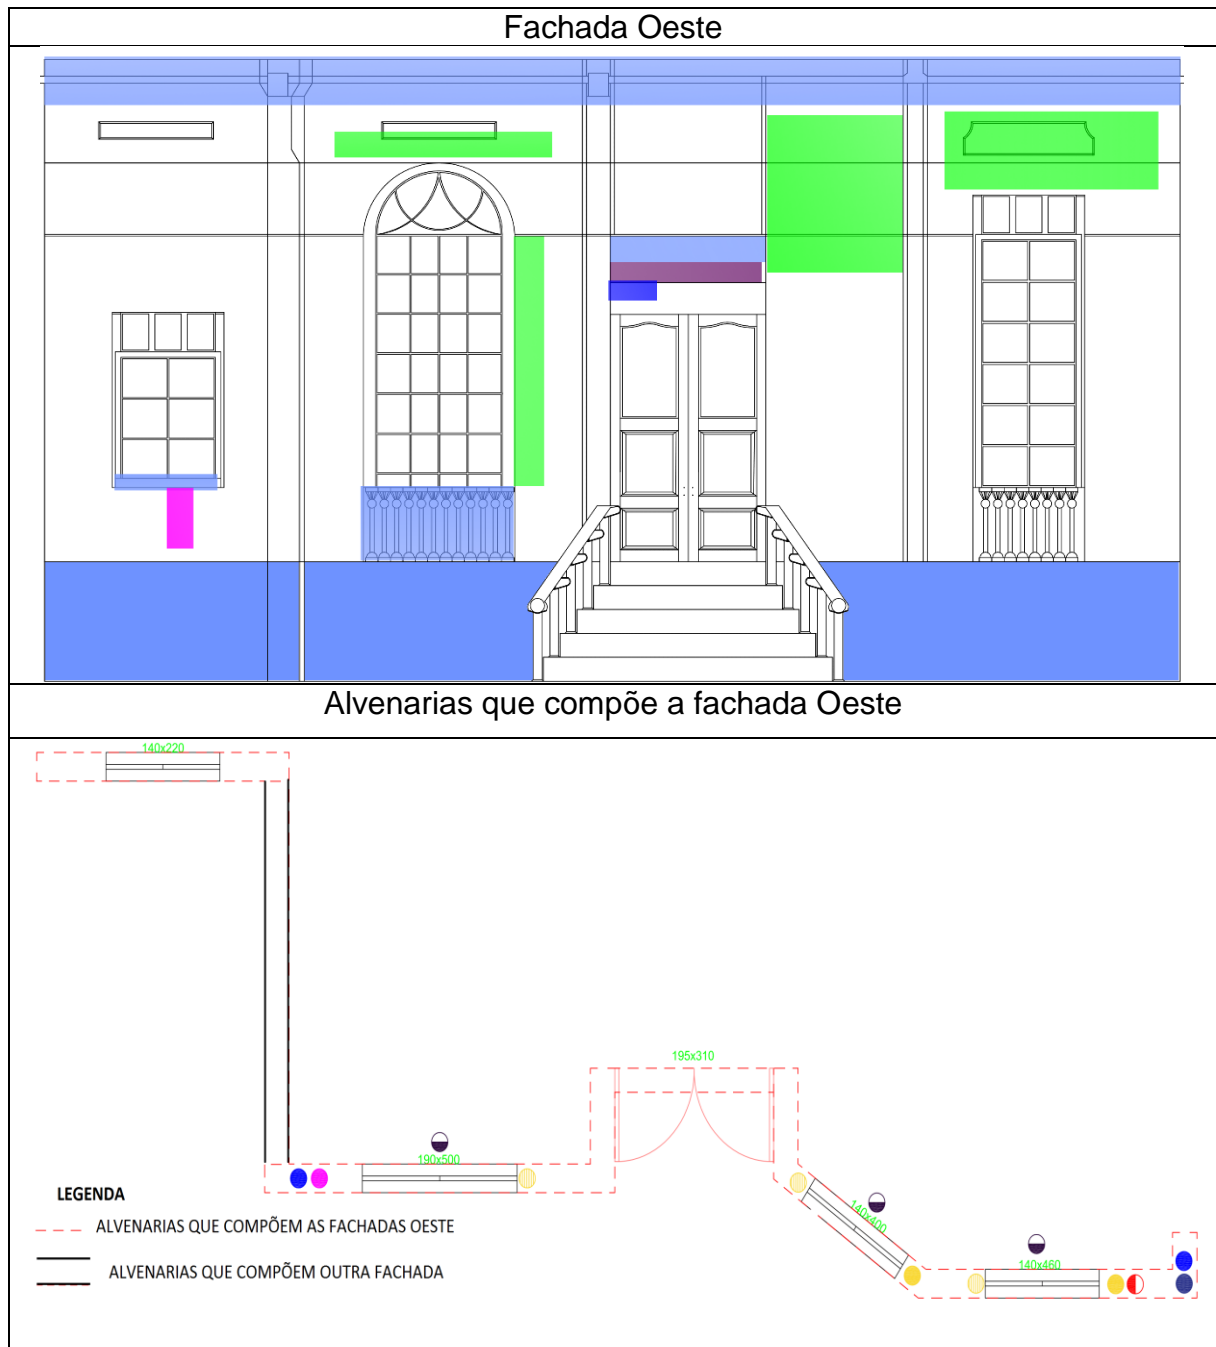 Fachada Oeste
Alvenarias que compõe a fachada Oeste
140x220
195x310
190x500
140x400
140x460
LEGENDA
ALVENARIAS QUE COMPÕEM AS FACHADAS OESTE
ALVENARIAS QUE COMPÕEM OUTRA FACHADA